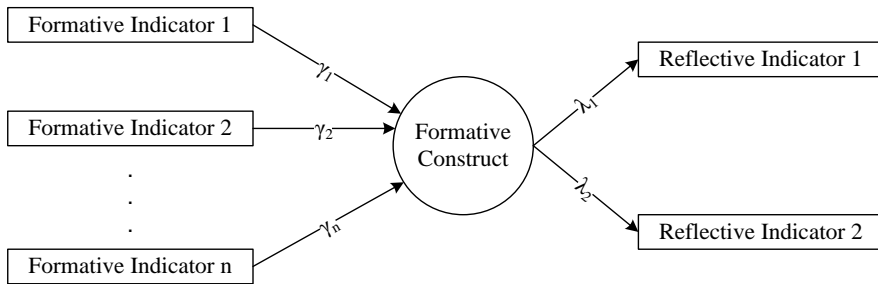 Formative Indicator 1
γ1
Formative Indicator 2
γ2
.
.
.
Formative Indicator n
γn
Formative
Construct
λ1
Reflective Indicator 1
λ2
Reflective Indicator 2